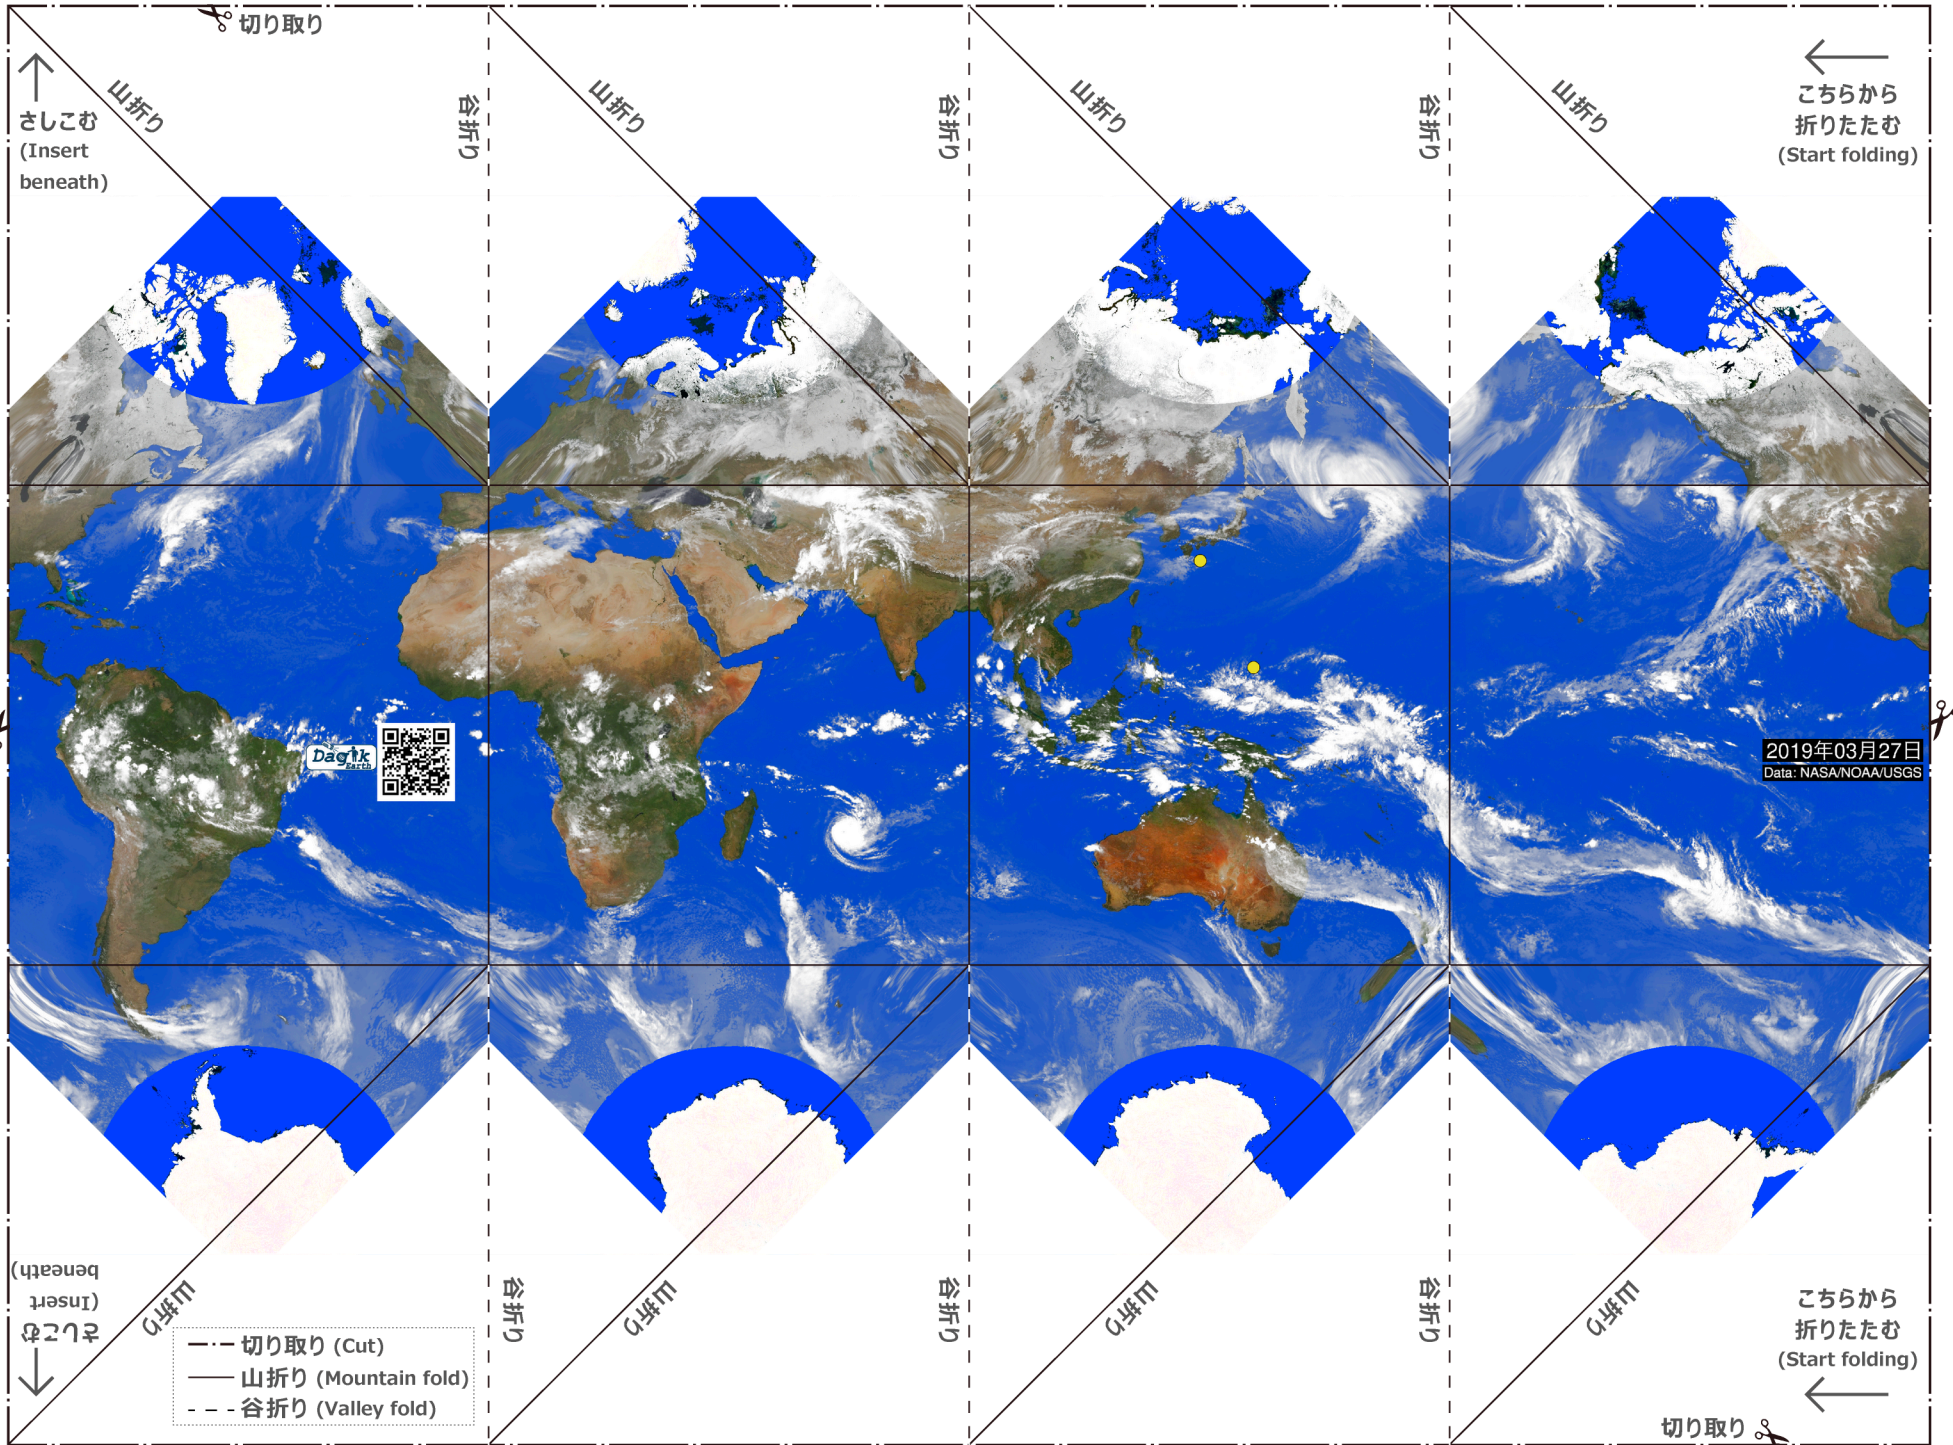 切り取り
山折り
谷折り
山折り
谷折り
山折り
谷折り
山折り
さしこむ
(Insert
beneath)
こちらから
折りたたむ
(Start folding)
Dagik
Earth
2019年03月27日
Data: NASA/NOAA/USGS
さしこむ
(Insert
beneath)
山折り
谷折り
山折り
谷折り
山折り
谷折り
山折り
こちらから
折りたたむ
(Start folding)
切り取り (Cut)
山折り (Mountain fold)
谷折り (Valley fold)
切り取り